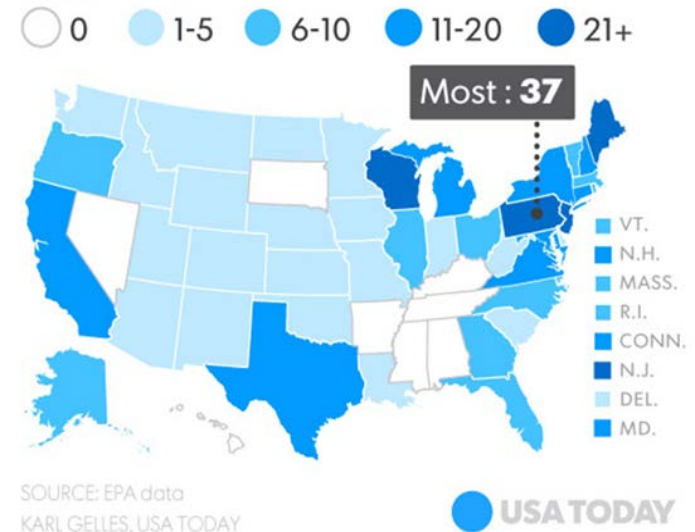 0 1-5 6-10 11-20 21+
Most : 37
VT.
N.H.
MASS.
R.I.
CONN.
N.J.
DEL.
MD.
SOURCE: EPA data
KARL GELLES, USA TODAY
USA TODAY